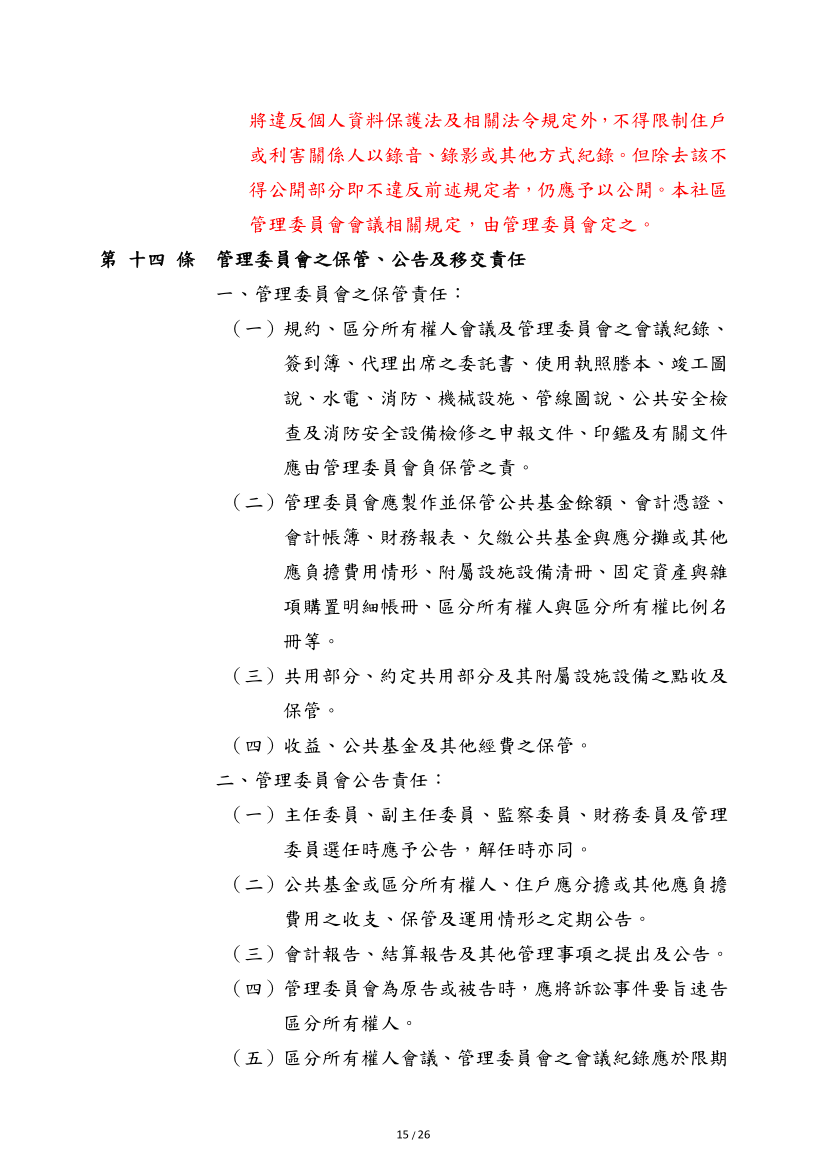 將違反個人資料保護法及相關法令規定外，不得限制住戶
或利害關係人以錄音、錄影或其他方式紀錄。但除去該不
得公開部分即不違反前述規定者，仍應予以公開。本社區
管理委員會會議相關規定，由管理委員會定之。
第 十四 條　管理委員會之保管、公告及移交責任
一、管理委員會之保管責任：
（一）規約、區分所有權人會議及管理委員會之會議紀錄、
簽到簿、代理出席之委託書、使用執照謄本、竣工圖
說、水電、消防、機械設施、管線圖說、公共安全檢
查及消防安全設備檢修之申報文件、印鑑及有關文件
應由管理委員會負保管之責。
（二）管理委員會應製作並保管公共基金餘額、會計憑證、
會計帳簿、財務報表、欠繳公共基金與應分攤或其他
應負擔費用情形、附屬設施設備清冊、固定資產與雜
項購置明細帳冊、區分所有權人與區分所有權比例名
冊等。
（三）共用部分、約定共用部分及其附屬設施設備之點收及
保管。
（四）收益、公共基金及其他經費之保管。
二、管理委員會公告責任：
（一）主任委員、副主任委員、監察委員、財務委員及管理
委員選任時應予公告，解任時亦同。
（二）公共基金或區分所有權人、住戶應分擔或其他應負擔
費用之收支、保管及運用情形之定期公告。
（三）會計報告、結算報告及其他管理事項之提出及公告。
（四）管理委員會為原告或被告時，應將訴訟事件要旨速告
區分所有權人。
（五）區分所有權人會議、管理委員會之會議紀錄應於限期
15 / 26